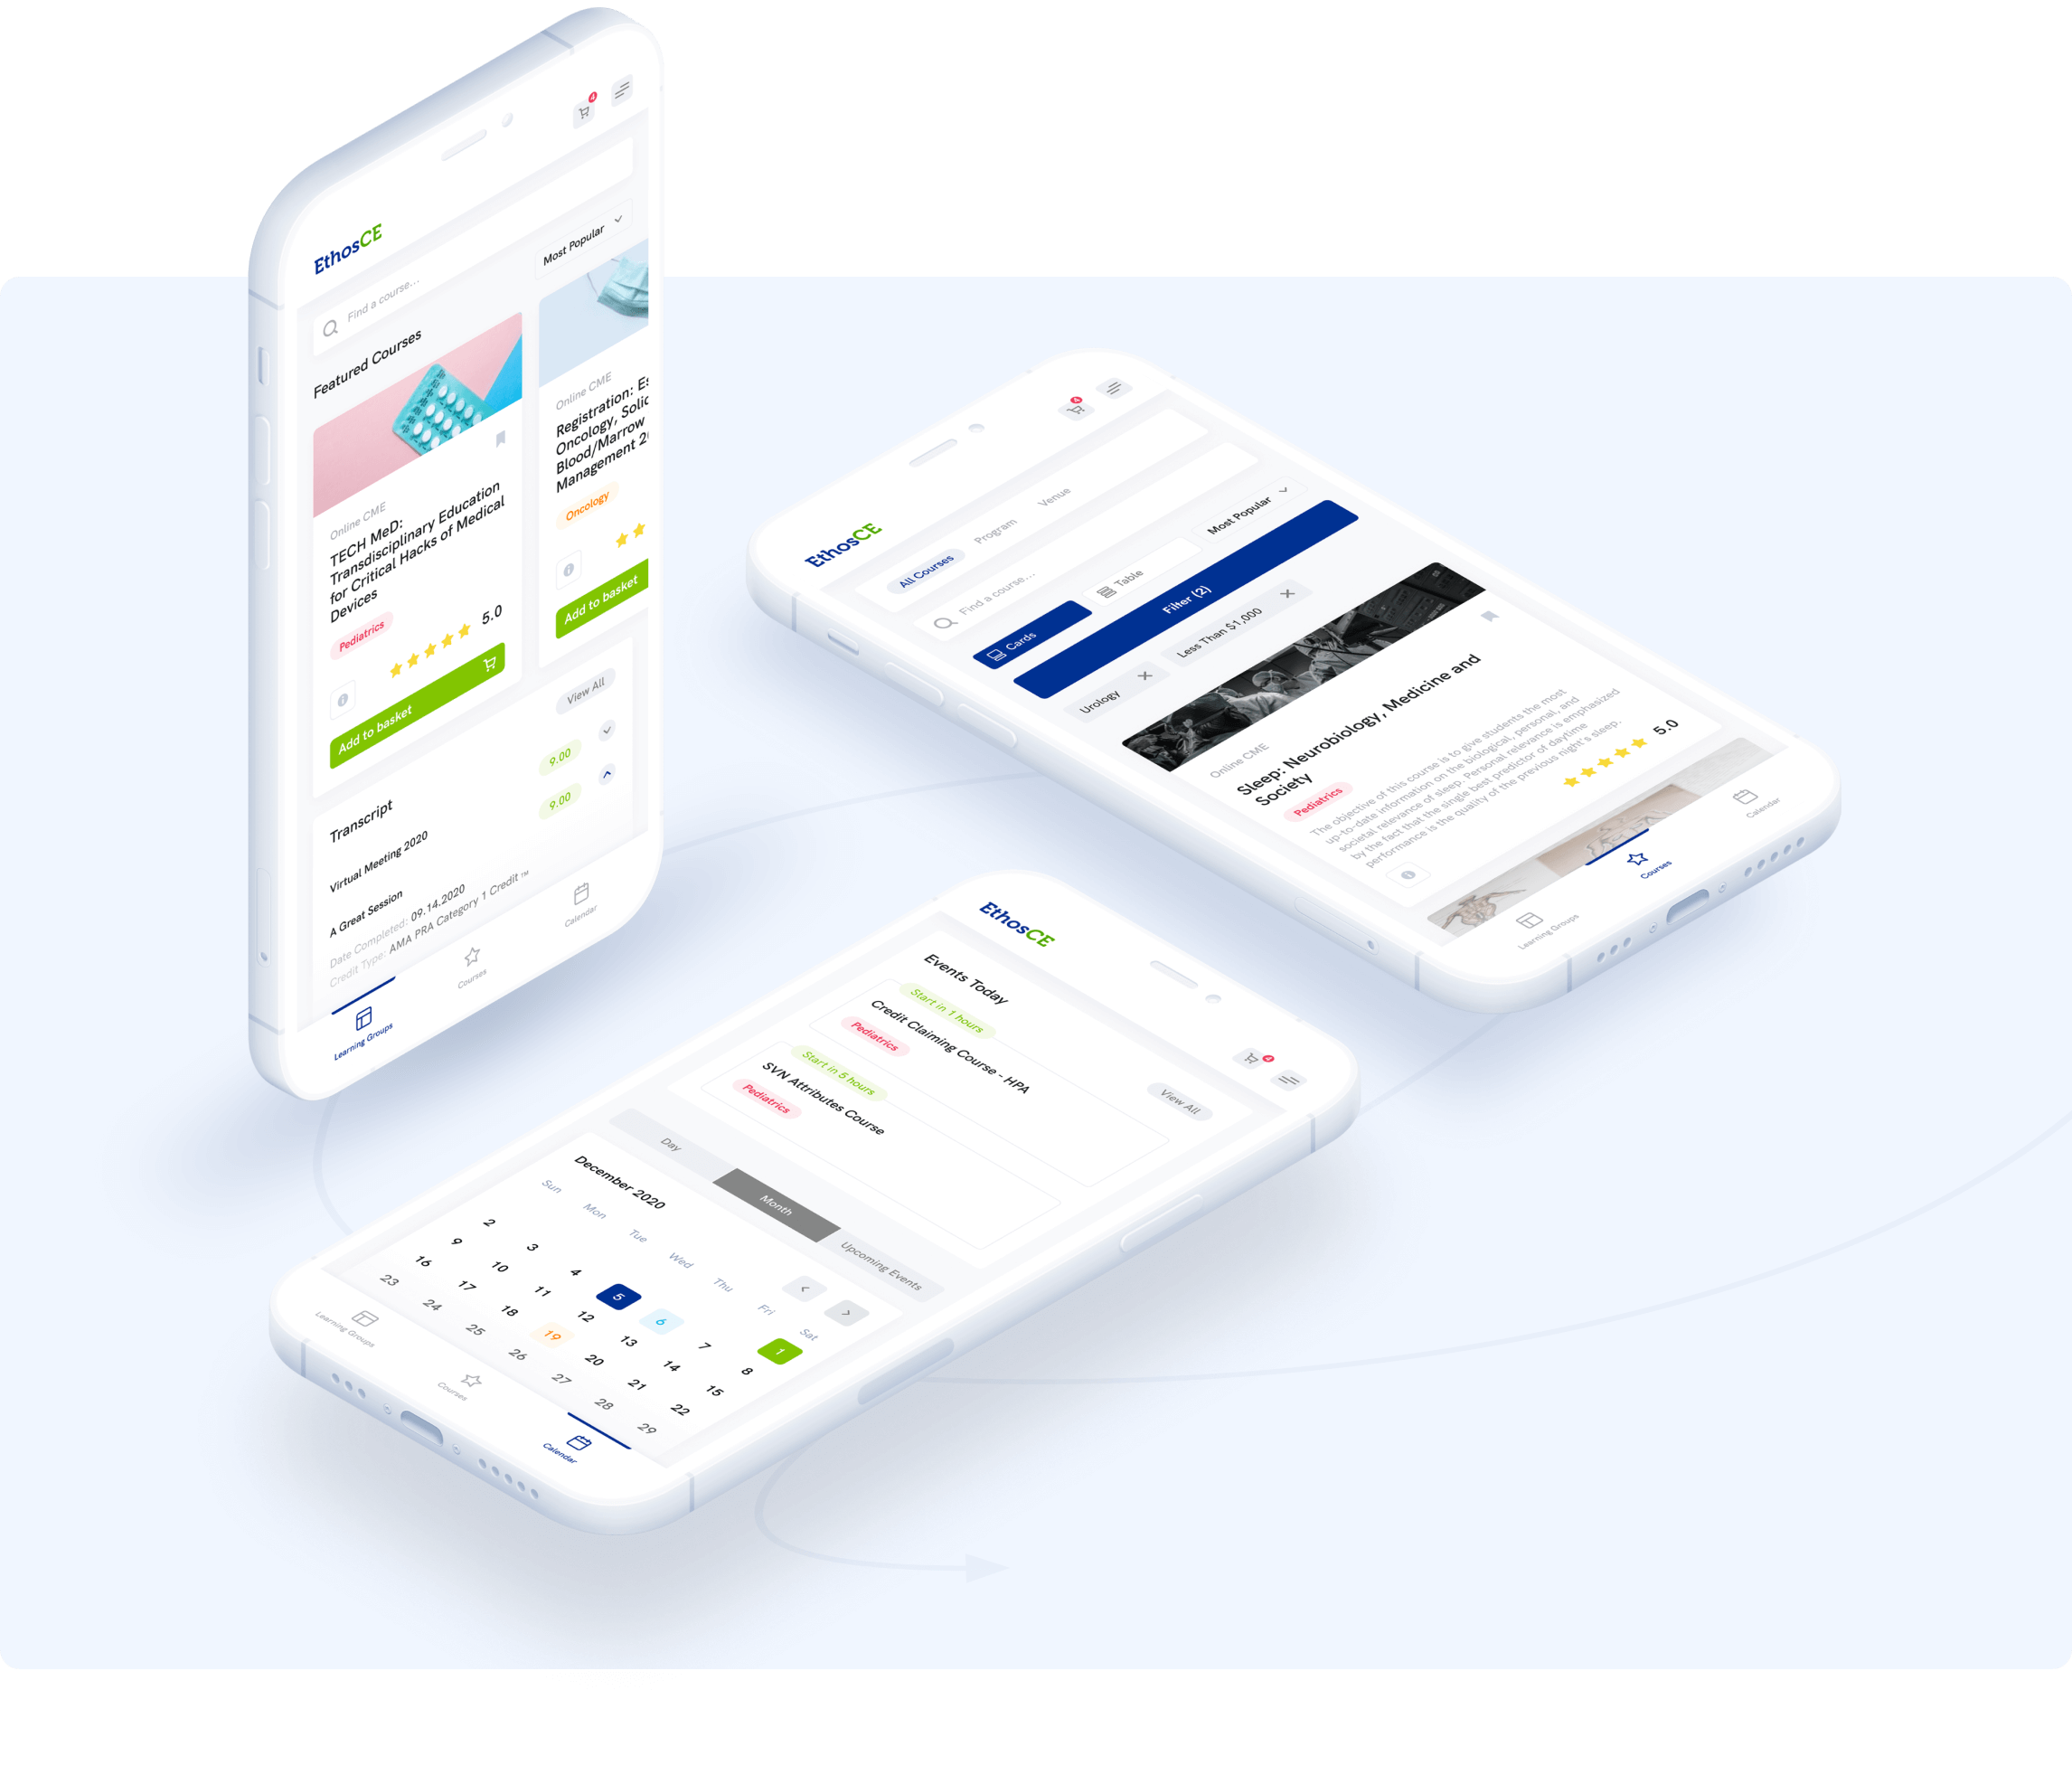 4
EthosCE
Find a course...
Most Popular
Featured Courses
Online CME
TECH MeD:
Transdisciplinary Education
for Critical Hacks of Medical
Devices
Pediatrics
5.0
Add to basket
Online CME
Registration: Es
Oncology, Solid
Blood/Marrow
Management 20
Oncology
Add to basket
Transcript
View All
Virtual Meeting 2020
9.00
A Great Session
9.00
Date Completed: 09.14.2020
Credit Type: AMA PRA Category 1 Credit ™
Learning Groups
Courses
Calendar
4
EthosCE
All Courses
Program
Venue
Find a course...
Cards
Table
Most Popular
Filter (2)
Urology
Less Than $1,000
Online CME
Sleep: Neurobiology, Medicine and
Society
Pediatrics
The objective of this course is to give students the most
up-to-date information on the biological, personal, and
societal relevance of sleep. Personal relevance is emphasized
by the fact that the single best predictor of daytime
performance is the quality of the previous night's sleep.
5.0
Learning Groups
Courses
Calendar
EthosCE
4
Events Today
View All
Start in 1 hours
Credit Claiming Course - HPA
Pediatrics
Start in 5 hours
SVN Attributes Course
Pediatrics
Day
Month
Upcoming Events
December 2020
Sun Mon Tue Wed Thu Fri Sat
1
2 3 4 5 6 7 8
9 10 11 12 13 14 15
16 17 18 19 20 21 22
23 24 25 26 27 28 29
Learning Groups
Courses
Calendar